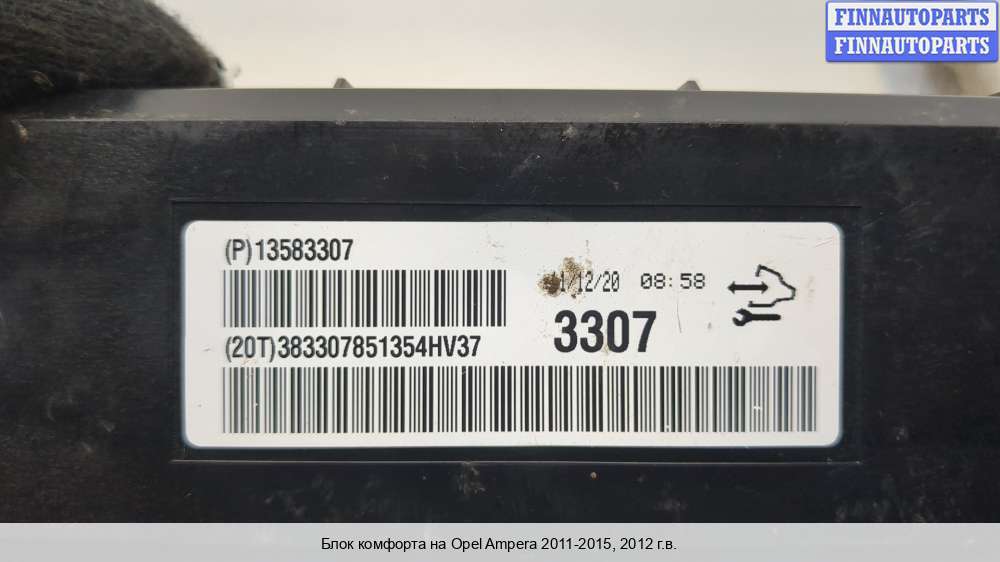 FINNAUTOPARTS
FINNAUTOPARTS
(P)13583307
/12/20 08:58
3307
(20T)383307851354HV37
Блок комфорта на Opel Ampera 2011-2015, 2012 г.в.